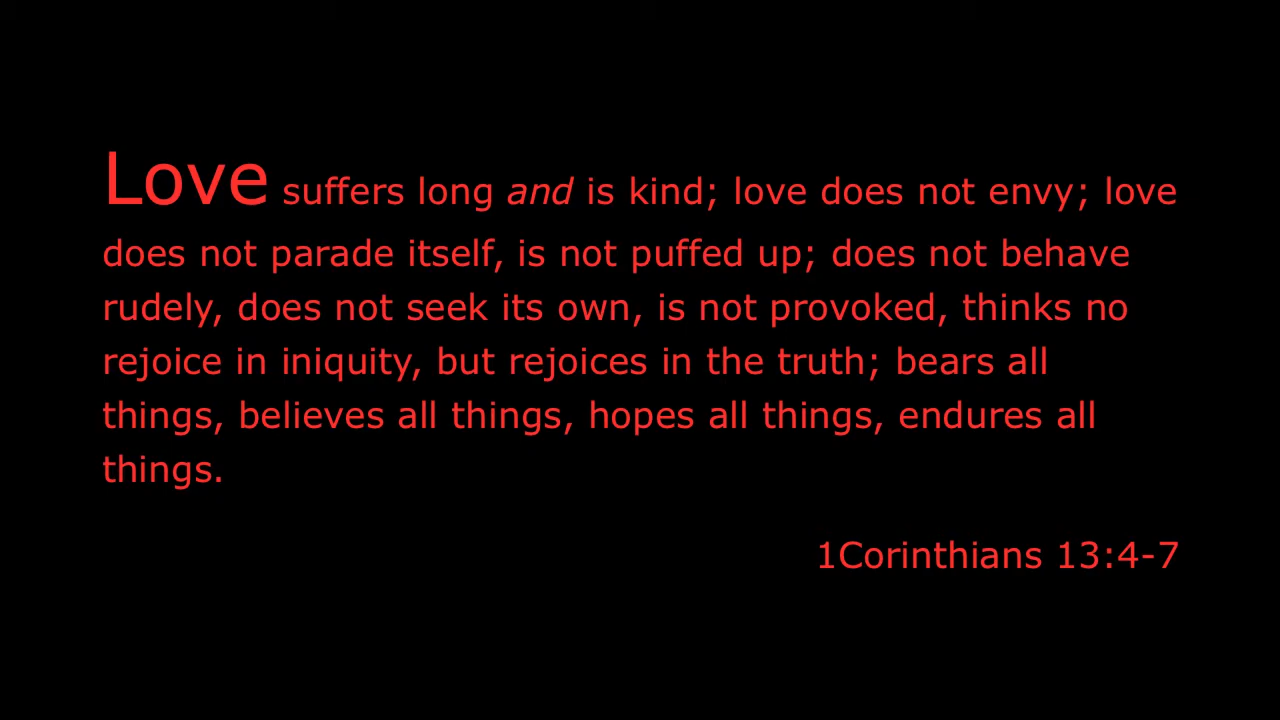 Love suffers long and is kind; love does not envy; love
does not parade itself, is not puffed up; does not behave
rudely, does not seek its own, is not provoked, thinks no
rejoice in iniquity, but rejoices in the truth; bears all
things, believes all things, hopes all things, endures all
things.
1Corinthians 13:4-7